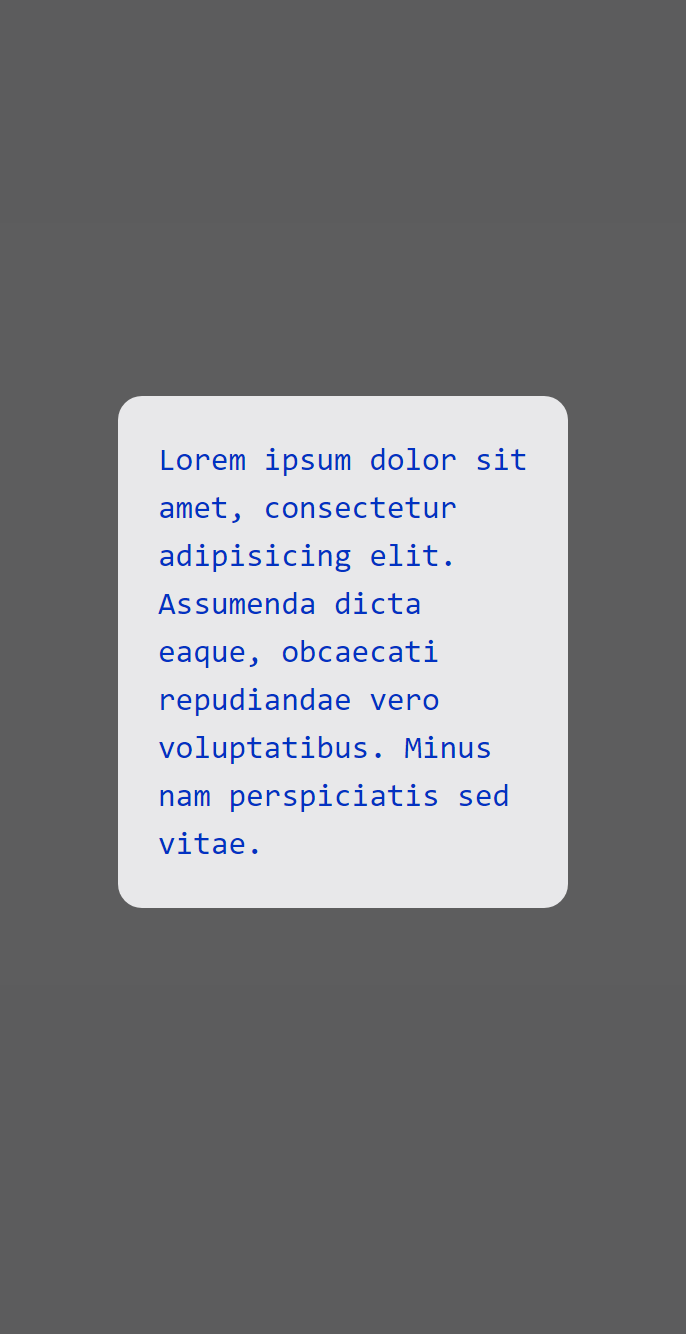 Lorem ipsum dolor sit
amet, consectetur
adipisicing elit.
Assumenda dicta
eaque, obcaecati
repudiandae vero
voluptatibus. Minus
nam perspiciatis sed
vitae.